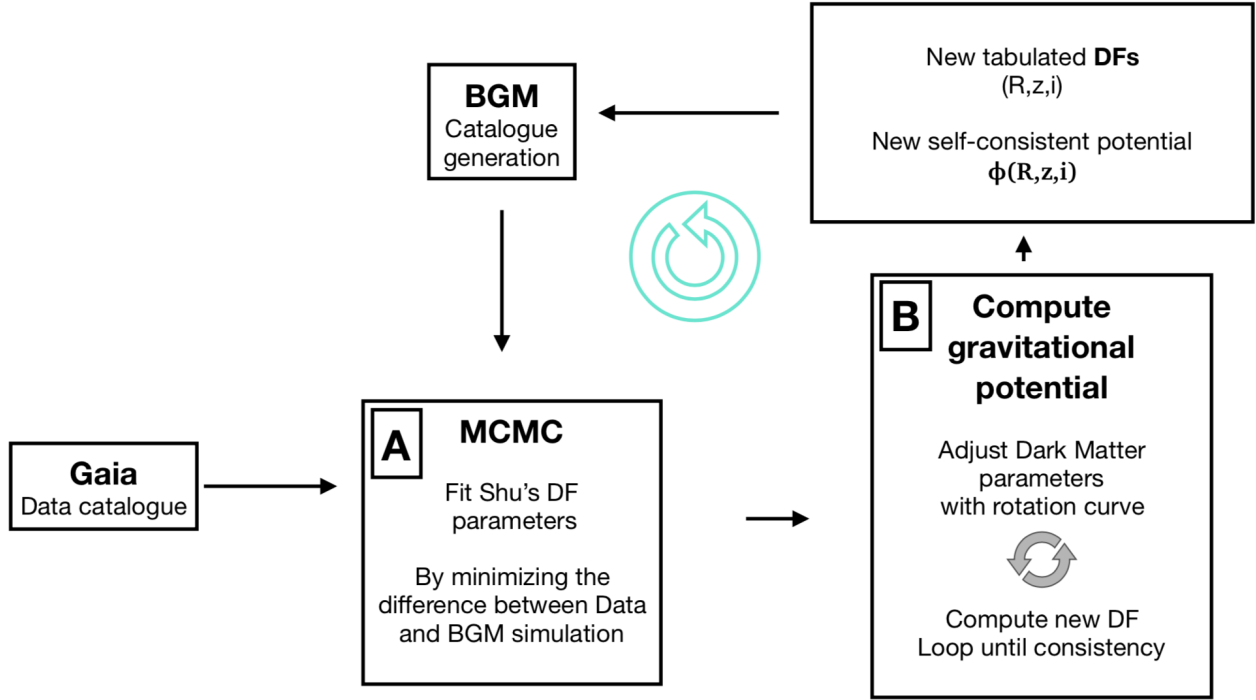 New tabulated DFs
(R,z,i)
New self-consistent potential
ϕ(R,z,i)
BGM
Catalogue
generation
B
Compute
gravitational
potential
Adjust Dark Matter
parameters
with rotation curve
Compute new DF
Loop until consistency
A
MCMC
Fit Shu’s DF
parameters
By minimizing the
difference between Data
and BGM simulation
Gaia
Data catalogue